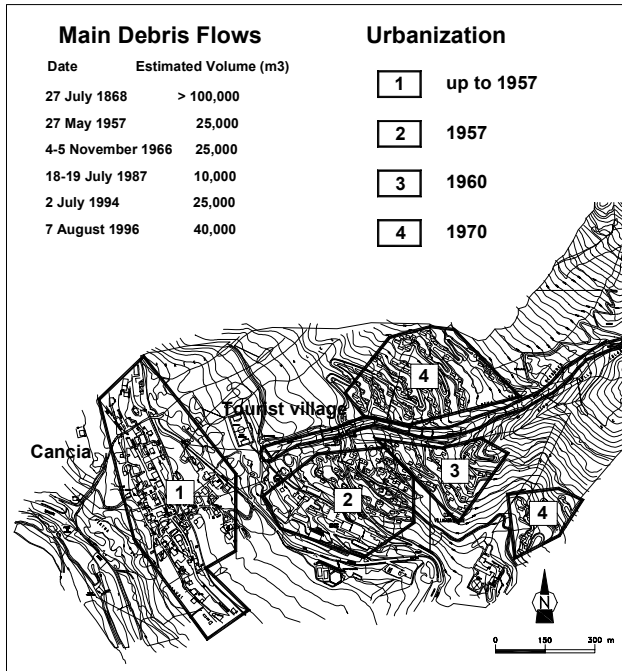 Main Debris Flows
Date Estimated Volume (m3)
27 July 1868 > 100,000
27 May 1957 25,000
4-5 November 1966 25,000
18-19 July 1987 10,000
2 July 1994 25,000
7 August 1996 40,000
Urbanization
1 up to 1957
2 1957
3 1960
4 1970
4
Tourist village
Cancia
3
1
2
4
N
0 150 300 m